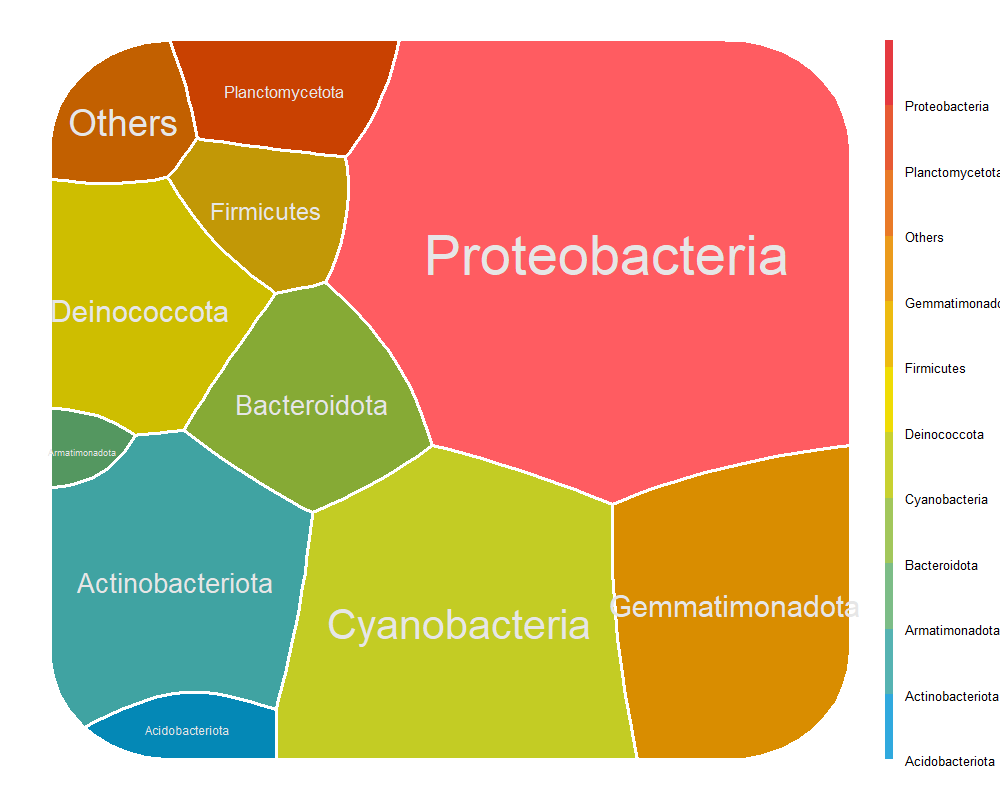 Planctomycetota
Others
Firmicutes
Proteobacteria
Deinococcota
Bacteroidota
Armatimonadota
Actinobacteriota
Cyanobacteria
Gemmatimonadota
Acidobacteriota
Proteobacteria
Planctomycetota
Others
Gemmatimonado
Firmicutes
Deinococcota
Cyanobacteria
Bacteroidota
Armatimonadota
Actinobacteriota
Acidobacteriota